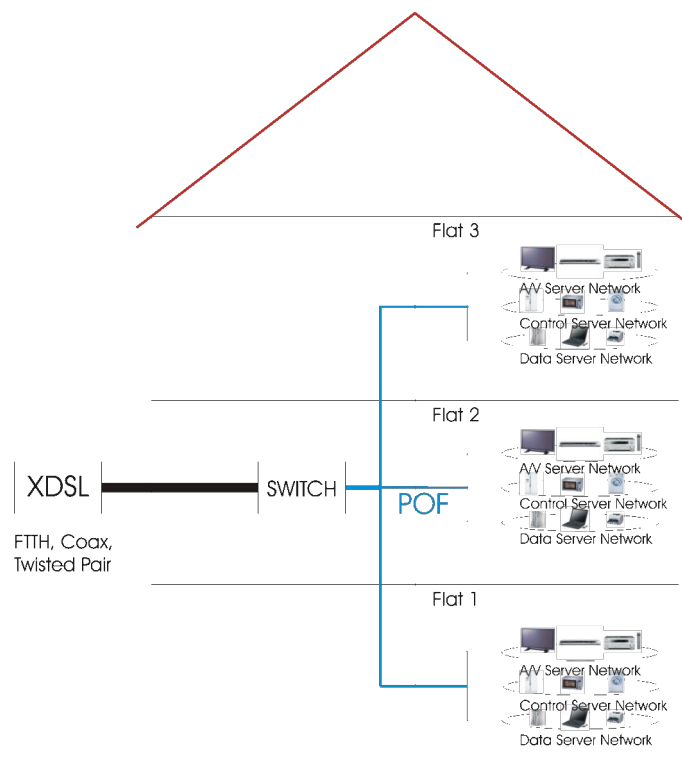 Flat 3
A/V Server Network
Control Server Network
Data Server Network
Flat 2
A/V Server Network
Control Server Network
Data Server Network
XDSL
SWITCH
POF
FTTH, Coax,
Twisted Pair
Flat 1
A/V Server Network
Control Server Network
Data Server Network